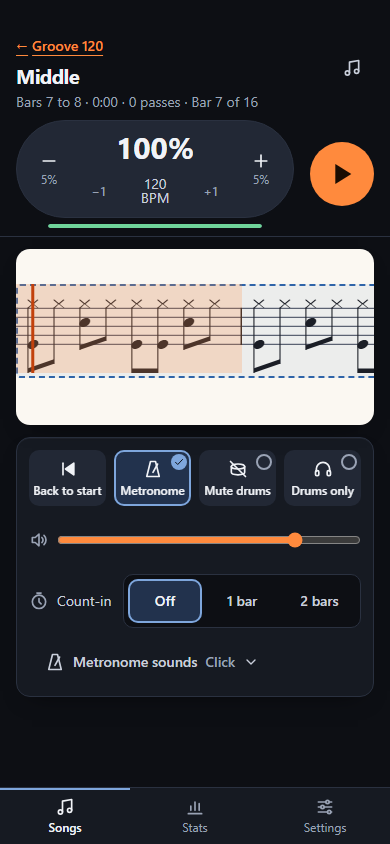 ← Groove 120
Middle
Bars 7 to 8 · 0:00 · 0 passes · Bar 7 of 16
100%
5%
5%
−1
120
BPM
+1
Back to start
Metronome
Mute drums
Drums only
Count-in
Off
1 bar
2 bars
Metronome sounds Click
Songs
Stats
Settings